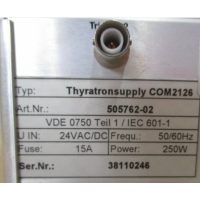 Typ: Thyratronsupply COM2126
Art.Nr.: 505762-02
VDE 0750 Teil 1 / IEC 601-1
U IN: 24VAC/DC Frequ.: 50/60Hz
Fuse: 15A Power: 250W
Ser.Nr.: 38110246